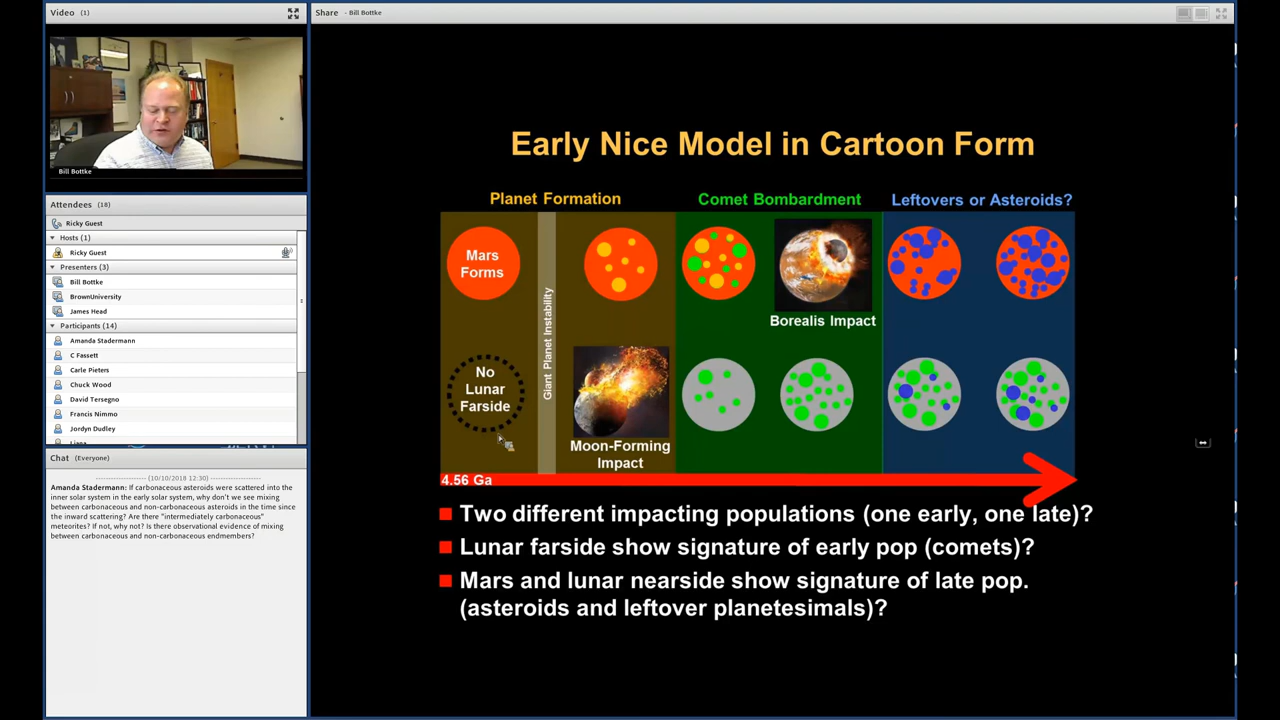 Video (1)
Share - Bill Bottke
Bill Bottke
Attendees (18)
Ricky Guest
Hosts (1)
Ricky Guest
Presenters (3)
Bill Bottke
BrownUniversity
James Head
Participants (14)
Amanda Stadermann
C Fassett
Carle Pieters
Chuck Wood
David Tersegno
Francis Nimmo
Jordyn Dudley
Chat (Everyone)
(10/10/2018 12:30)
Amanda Stadermann: If carbonaceous asteroids were scattered into the
inner solar system in the early solar system, why don't we see mixing
between carbonaceous and non-carbonaceous asteroids in the time since
the inward scattering? Are there "intermediately carbonaceous"
meteorites? If not, why not? Is there observational evidence of mixing
between carbonaceous and non-carbonaceous endmembers?
Early Nice Model in Cartoon Form
Planet Formation
Comet Bombardment
Leftovers or Asteroids?
Mars
Forms
Giant Planet Instability
Borealis Impact
No
Lunar
Farside
Moon-Forming
Impact
4.56 Ga
Two different impacting populations (one early, one late)?
Lunar farside show signature of early pop (comets)?
Mars and lunar nearside show signature of late pop.
(asteroids and leftover planetesimals)?